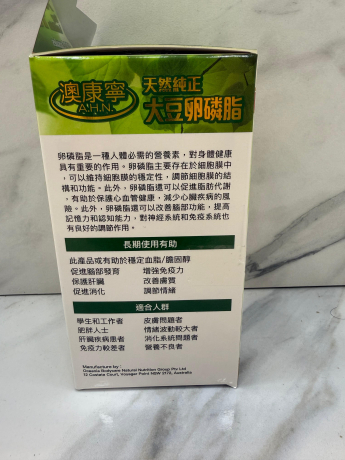 澳康寧
A.H.N.
天然純正
大豆卵磷脂
卵磷脂是一種人體必需的營養素，對身體健康
具有重要的作用。卵磷脂主要存在於細胞膜中
，可以維持細胞膜的穩定性，調節細胞膜的結
構和功能。此外，卵磷脂還可以促進脂肪代謝
，有助於保護心血管健康，減少心臟疾病的風
險。此外，卵磷脂還可以改善腦部功能，提高
記憶力和認知能力，對神經系統和免疫系統也
有良好的調節作用。
長期使用有助
此產品或有助於穩定血脂/膽固醇
促進腦部發育 增強免疫力
保護肝臟 改善膚質
促進消化 調節情緒
適合人群
學生和工作者 皮膚問題者
肥胖人士 情緒波動較大者
肝臟疾病患者 消化系統問題者
免疫力較差者 營養不良者
Manufacture by :
Orasola Bodycare Natural Nutrition Group Pty Ltd
12 Cowara Court, Voyager Point NSW 2172, Australia